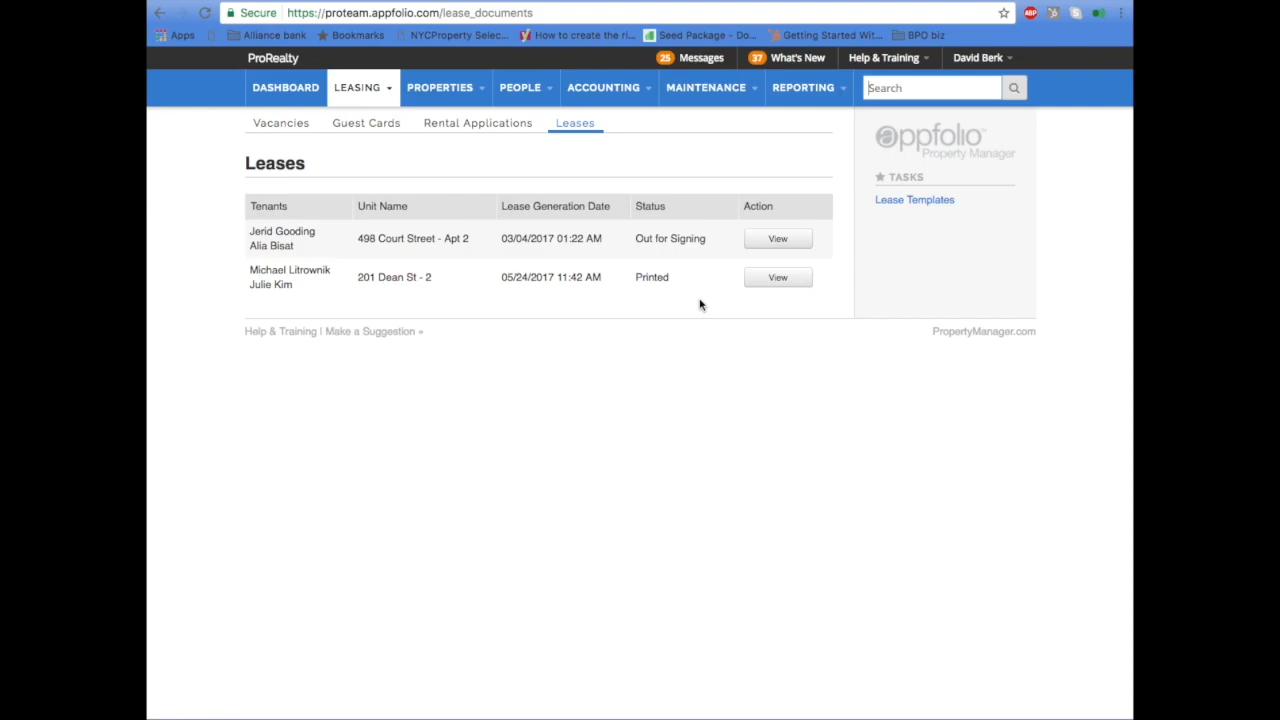 Secure https://proteam.appfolio.com/lease_documents ABP
Apps Alliance bank Bookmarks NYCProperty Selec... How to create the ri... Seed Package - Do... Getting Started Wit... BPO biz
ProRealty 25 Messages 37 What's New Help & Training David Berk
DASHBOARD LEASING PROPERTIES PEOPLE ACCOUNTING MAINTENANCE REPORTING Search
Vacancies Guest Cards Rental Applications Leases
appfolio
Property Manager
Leases
TASKS
Lease Templates
Tenants Unit Name Lease Generation Date Status Action
Jerid Gooding
Alia Bisat
498 Court Street - Apt 2 03/04/2017 01:22 AM Out for Signing View
Michael Litrownik
Julie Kim
201 Dean St - 2 05/24/2017 11:42 AM Printed View
Help & Training | Make a Suggestion » PropertyManager.com